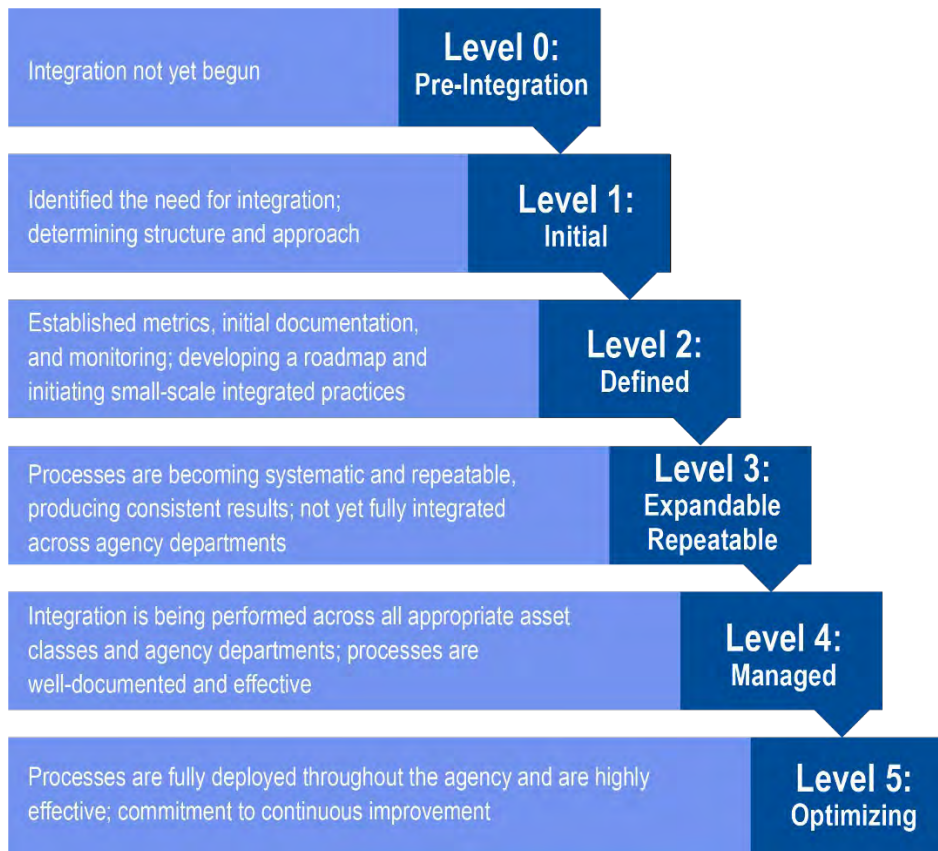 Integration not yet begun
Level 0:
Pre-Integration
Identified the need for integration;
determining structure and approach
Level 1:
Initial
Established metrics, initial documentation,
and monitoring; developing a roadmap and
initiating small-scale integrated practices
Level 2:
Defined
Processes are becoming systematic and repeatable,
producing consistent results; not yet fully integrated
across agency departments
Level 3:
Expandable
Repeatable
Integration is being performed across all appropriate asset
classes and agency departments; processes are
well-documented and effective
Level 4:
Managed
Processes are fully deployed throughout the agency and are highly
effective; commitment to continuous improvement
Level 5:
Optimizing